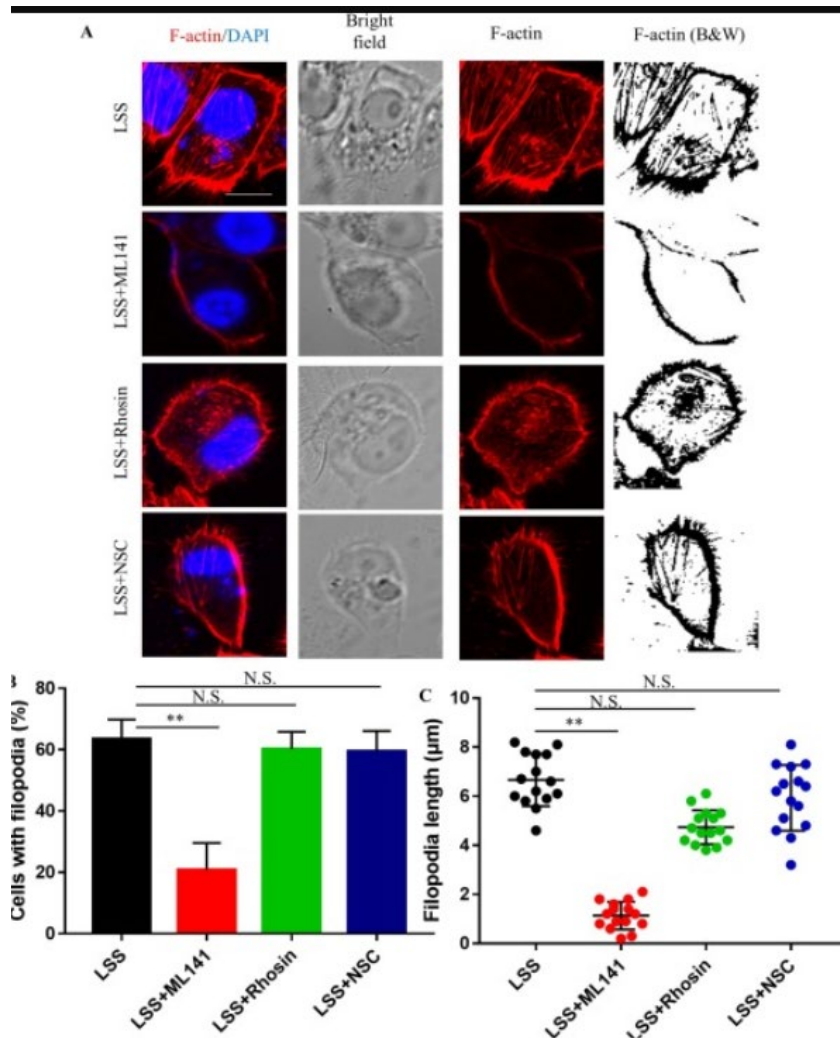 A
F-actin/DAPI
Bright
field
F-actin
F-actin (B&W)
LSS
LSS+ML141
LSS+Rhosin
LSS+NSC
N.S.
N.S.
**
Cells with filopodia (%)
80
60
40
20
0
LSS
LSS+ML141
LSS+Rhosin
LSS+NSC
C
N.S.
N.S.
**
Filopodia length (μm)
10
8
6
4
2
0
LSS
LSS+ML141
LSS+Rhosin
LSS+NSC